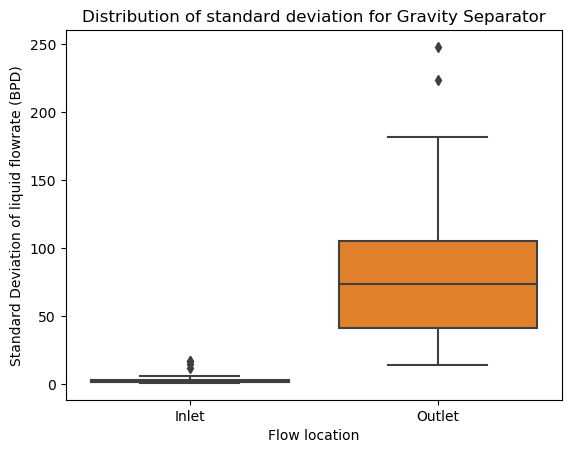 Distribution of standard deviation for Gravity Separator
Standard Deviation of liquid flowrate (BPD)
250
200
150
100
50
0
Inlet
Outlet
Flow location